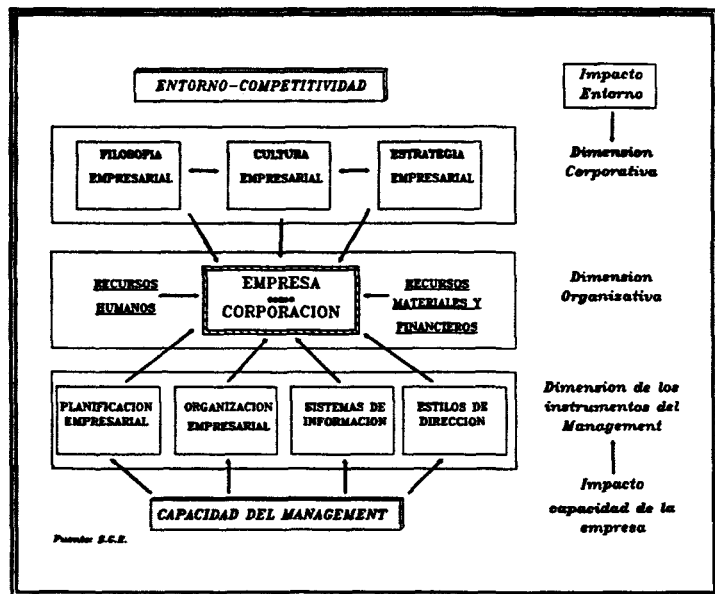 ENTORNO-COMPETITIVIDAD
Impacto
Entorno
FILOSOFIA
EMPRESARIAL
CULTURA
EMPRESARIAL
ESTRATEGIA
EMPRESARIAL
Dimension
Corporativa
RECURSOS
HUMANOS
EMPRESA
como
CORPORACION
RECURSOS
MATERIALES Y
FINANCIEROS
Dimension
Organizativa
PLANIFICACION
EMPRESARIAL
ORGANIZACION
EMPRESARIAL
SISTEMAS DE
INFORMACION
ESTILOS DE
DIRECCION
Dimension de los
instrumentos del
Management
CAPACIDAD DEL MANAGEMENT
Impacto
capacidad de la
empresa
Fuente: